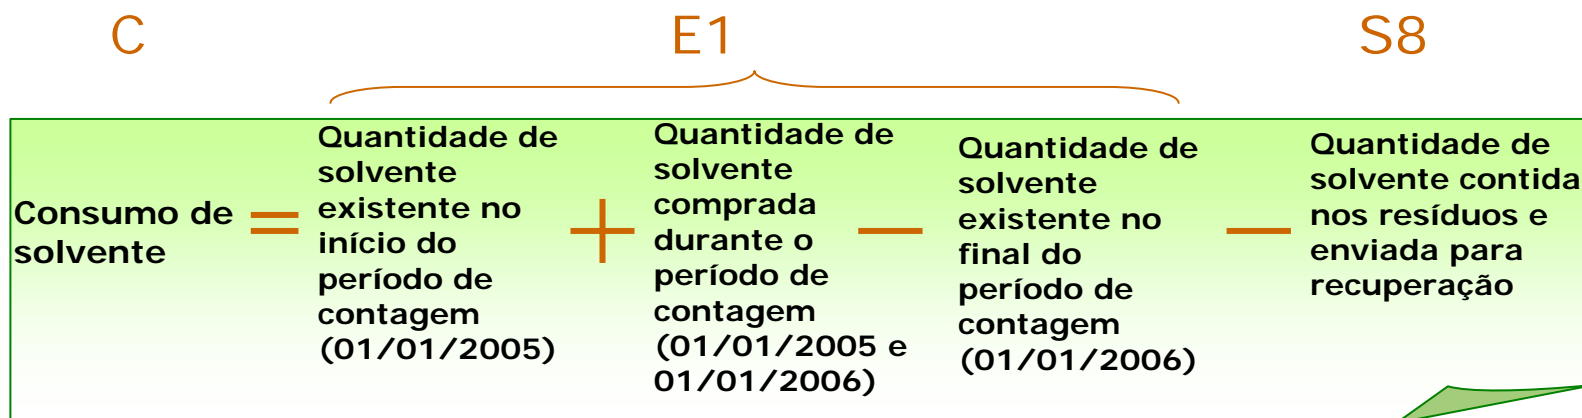 C
E1
S8
Consumo de
solvente
=
Quantidade de
solvente
existente no
início do
período de
contagem
(01/01/2005)
+
Quantidade de
solvente
comprada
durante o
período de
contagem
(01/01/2005 e
01/01/2006)
—
Quantidade de
solvente
existente no
final do
período de
contagem
(01/01/2006)
—
Quantidade de
solvente contida
nos resíduos e
enviada para
recuperação